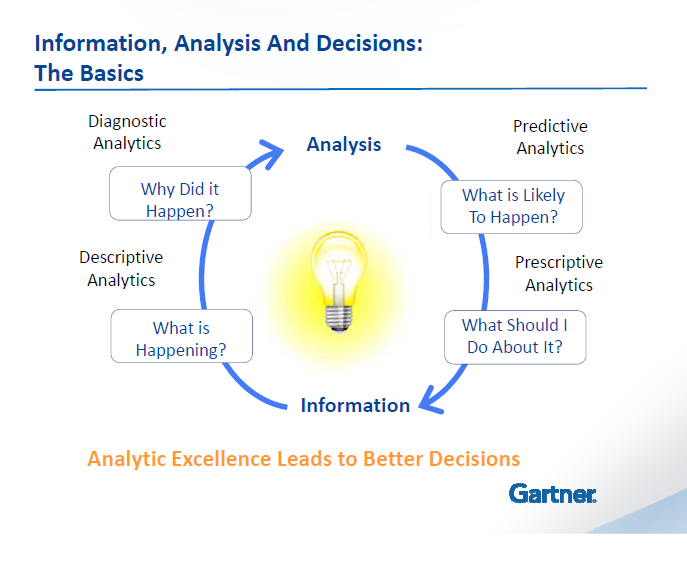 Information, Analysis And Decisions:
The Basics
Diagnostic
Analytics
Why Did it
Happen?
Descriptive
Analytics
What is
Happening?
Analysis
Information
Predictive
Analytics
What is Likely
To Happen?
Prescriptive
Analytics
What Should I
Do About It?
Analytic Excellence Leads to Better Decisions
Gartner.